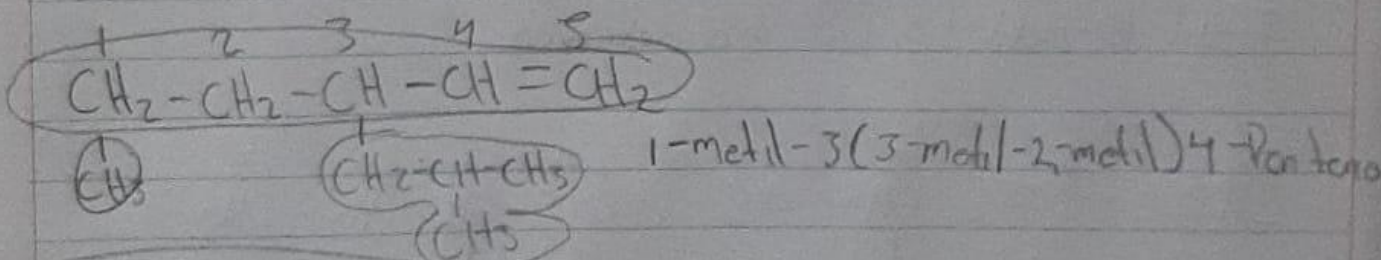 1 2 3 4 5
CH₂-CH₂-CH-CH=CH₂
CH₃ CH₂-CH-CH₃ 1-metil-3(3-metil-2,-metil)4-Penteno
CH₃